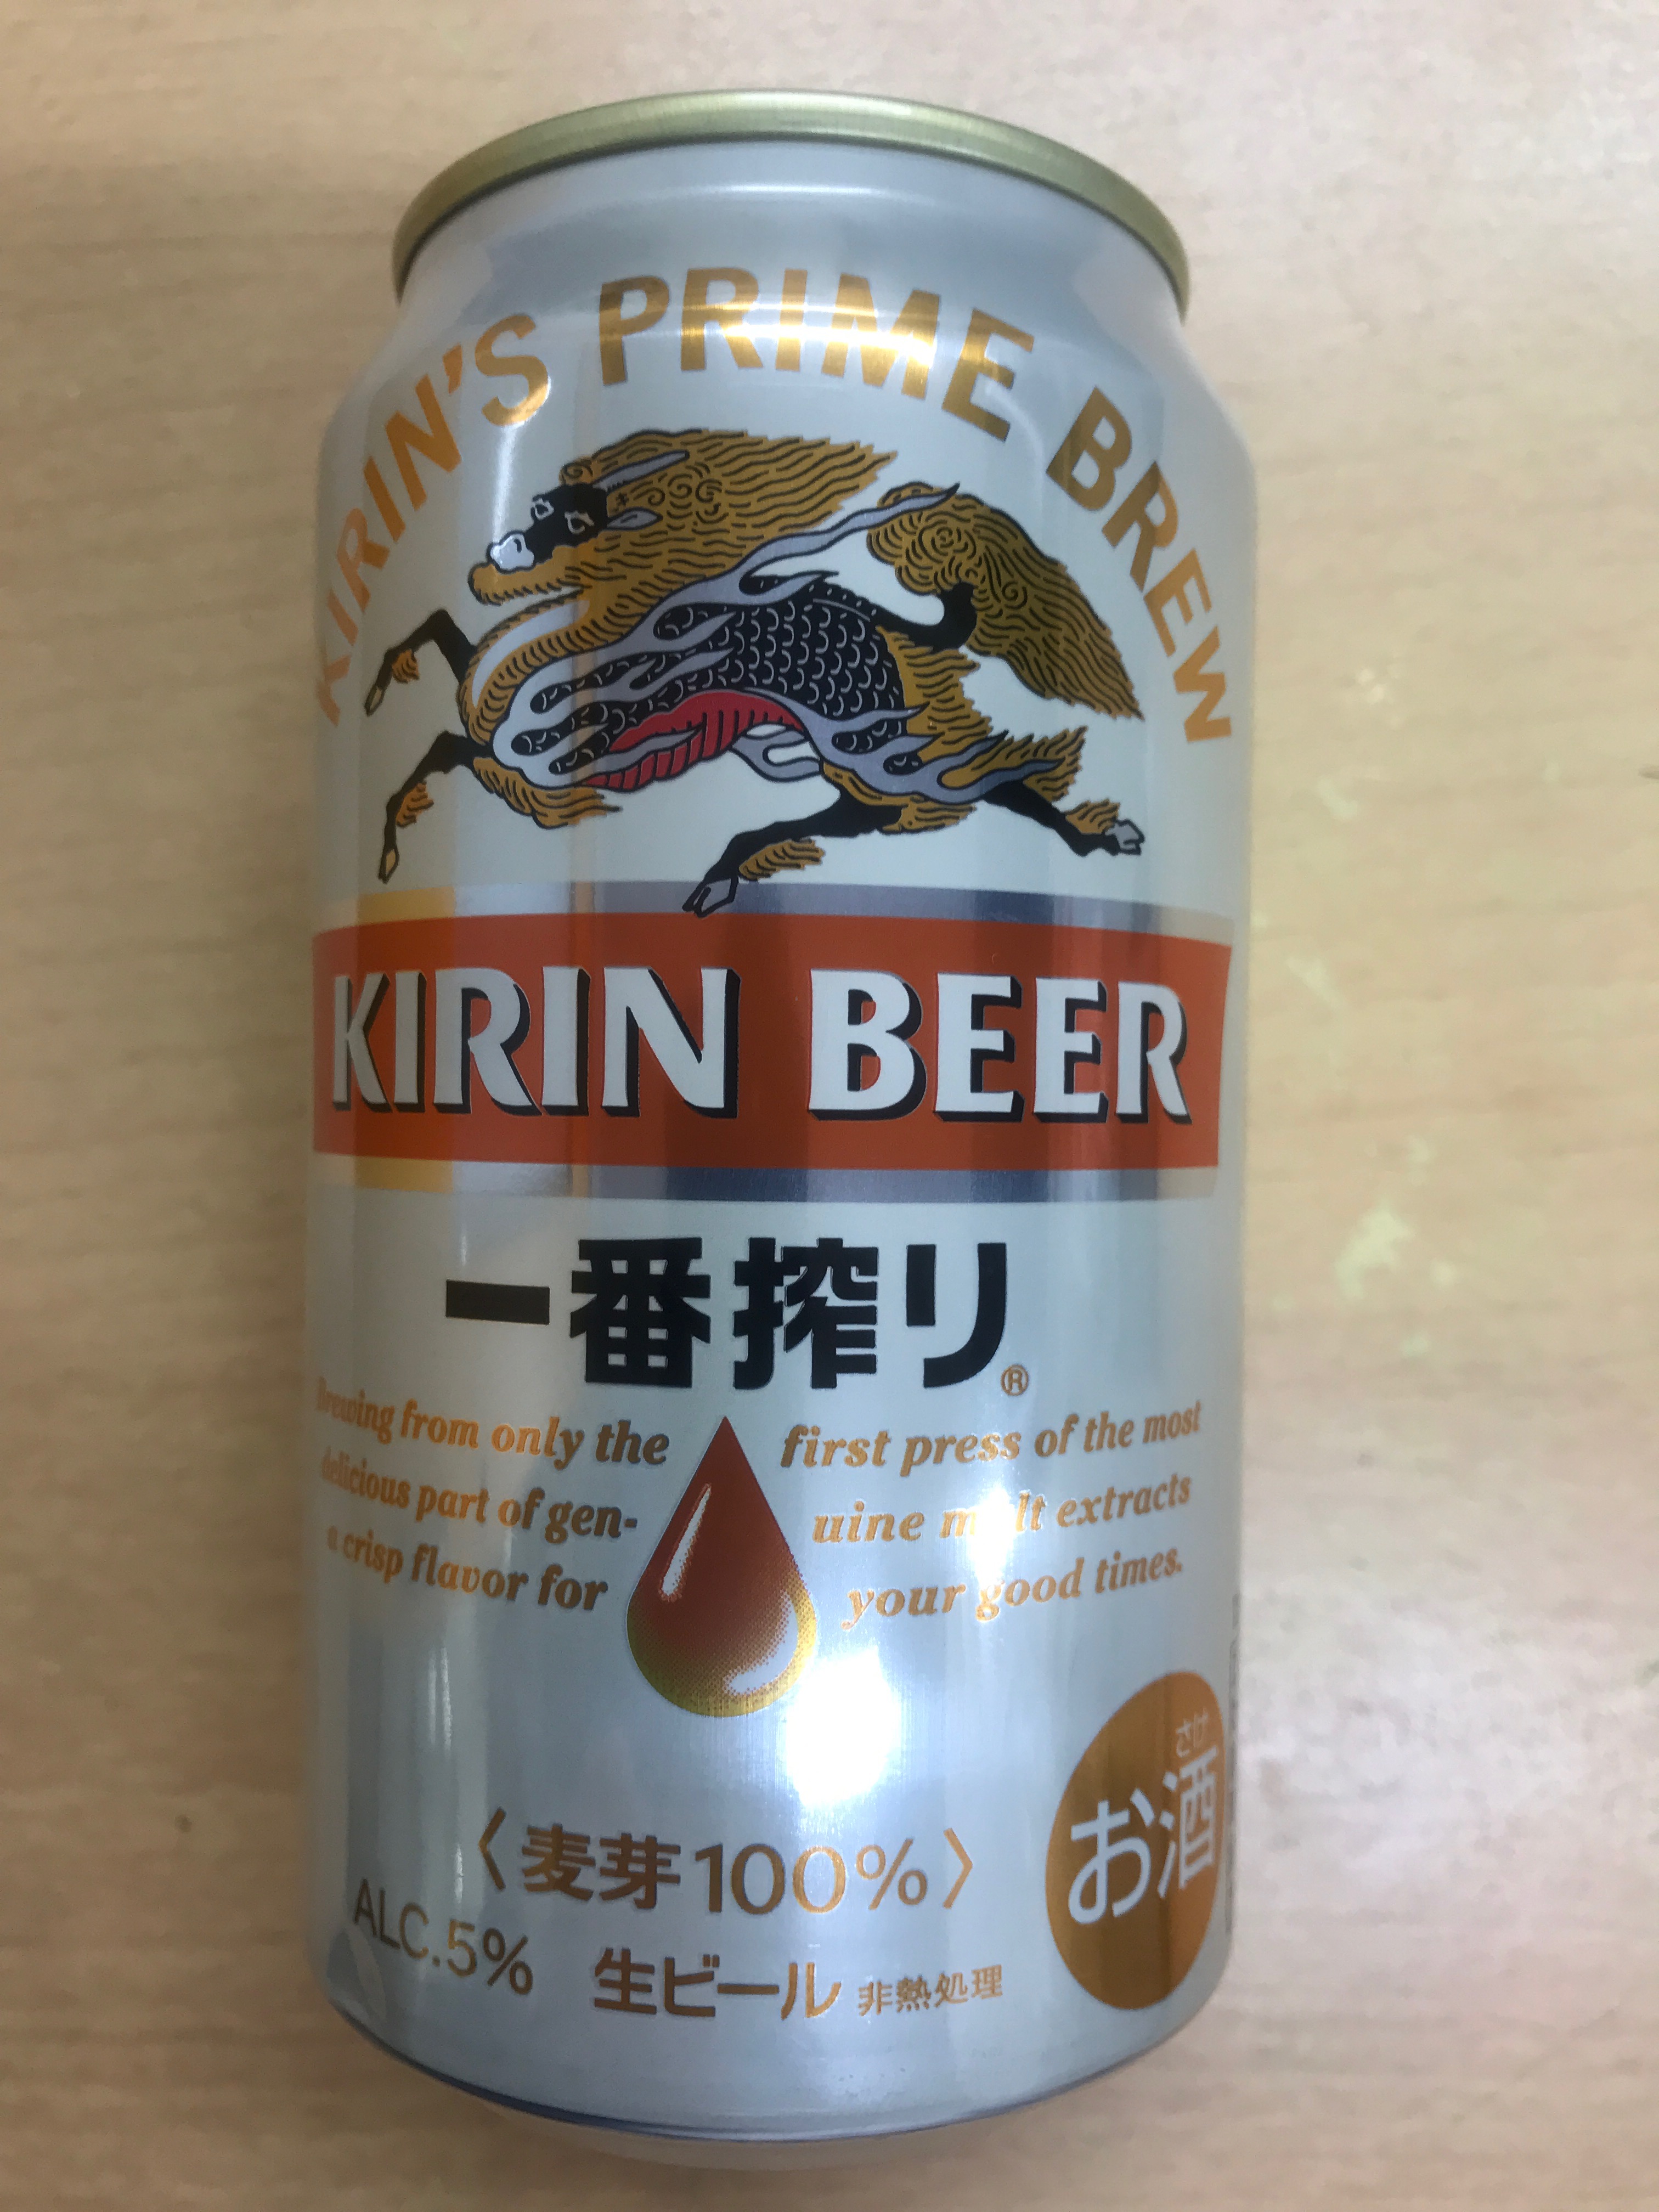 KIRIN'S PRIME BREW
KIRIN BEER
一番搾り®
Brewing from only the first press of the most
delicious part of gen- uine malt extracts
a crisp flavor for your good times.
さけ
お酒
〈麦芽100%〉
ALC.5% 生ビール 非熱処理